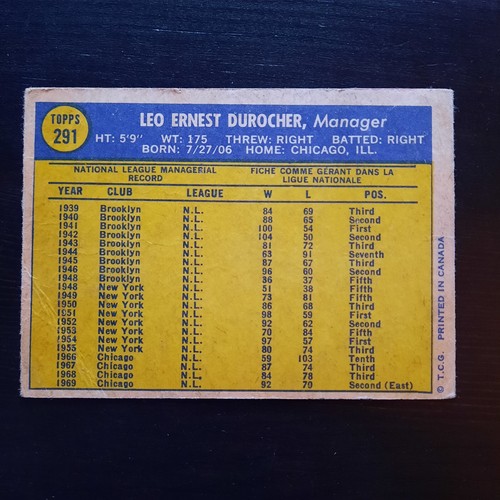 TOPPS
291
LEO ERNEST DUROCHER, Manager
HT: 5'9" WT: 175 THREW: RIGHT BATTED: RIGHT
BORN: 7/27/06 HOME: CHICAGO, ILL.
NATIONAL LEAGUE MANAGERIAL RECORD
FICHE COMME GÉRANT DANS LA LIGUE NATIONALE
YEAR CLUB LEAGUE W L POS.
1939 Brooklyn N.L. 84 69 Third
1940 Brooklyn N.L. 88 65 Second
1941 Brooklyn N.L. 100 54 First
1942 Brooklyn N.L. 104 50 Second
1943 Brooklyn N.L. 81 72 Third
1944 Brooklyn N.L. 63 91 Seventh
1945 Brooklyn N.L. 87 67 Third
1946 Brooklyn N.L. 96 60 Second
1948 Brooklyn N.L. 36 37 Fifth
1948 New York N.L. 51 38 Fifth
1949 New York N.L. 73 81 Fifth
1950 New York N.L. 86 68 Third
1951 New York N.L. 98 59 First
1952 New York N.L. 92 62 Second
1953 New York N.L. 70 84 Fifth
1954 New York N.L. 97 57 First
1955 New York N.L. 80 74 Third
1966 Chicago N.L. 59 103 Tenth
1967 Chicago N.L. 87 74 Third
1968 Chicago N.L. 84 78 Third
1969 Chicago N.L. 92 70 Second (East)
© T.C.G. PRINTED IN CANADA